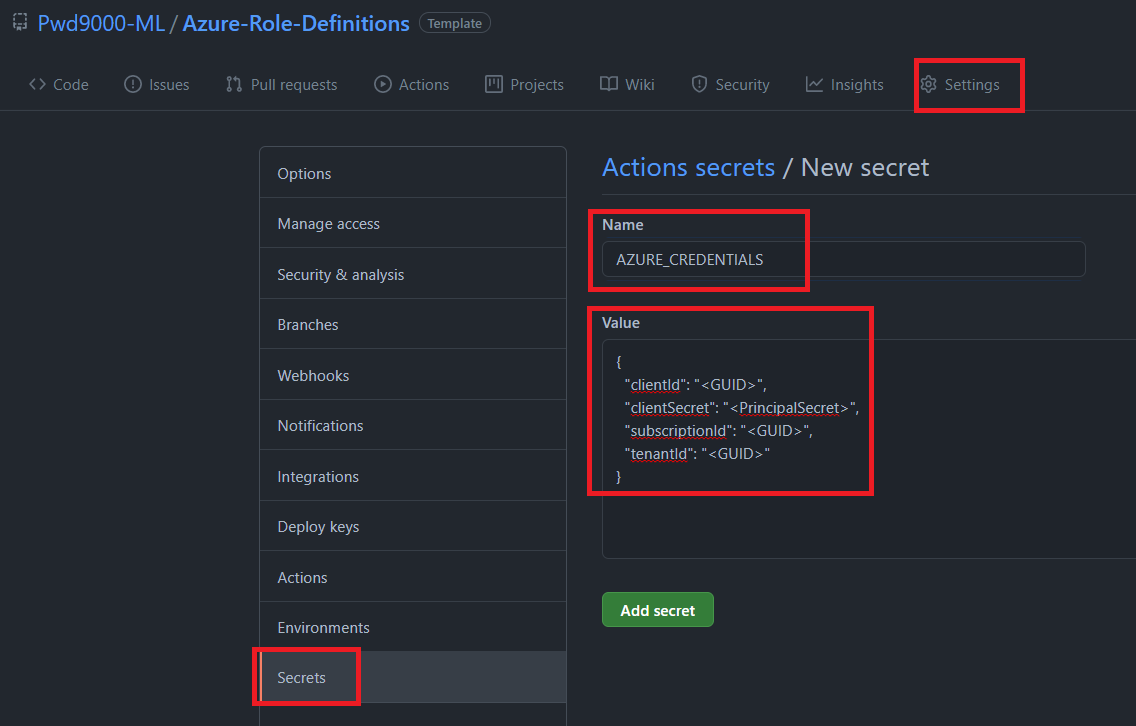 Pwd9000-ML / Azure-Role-Definitions Template
Code Issues Pull requests Actions Projects Wiki Security Insights Settings
Options
Manage access
Security & analysis
Branches
Webhooks
Notifications
Integrations
Deploy keys
Actions
Environments
Secrets
Actions secrets / New secret
Name
AZURE_CREDENTIALS
Value
{
"clientId": "<GUID>",
"clientSecret": "<PrincipalSecret>",
"subscriptionId": "<GUID>",
"tenantId": "<GUID>"
}
Add secret